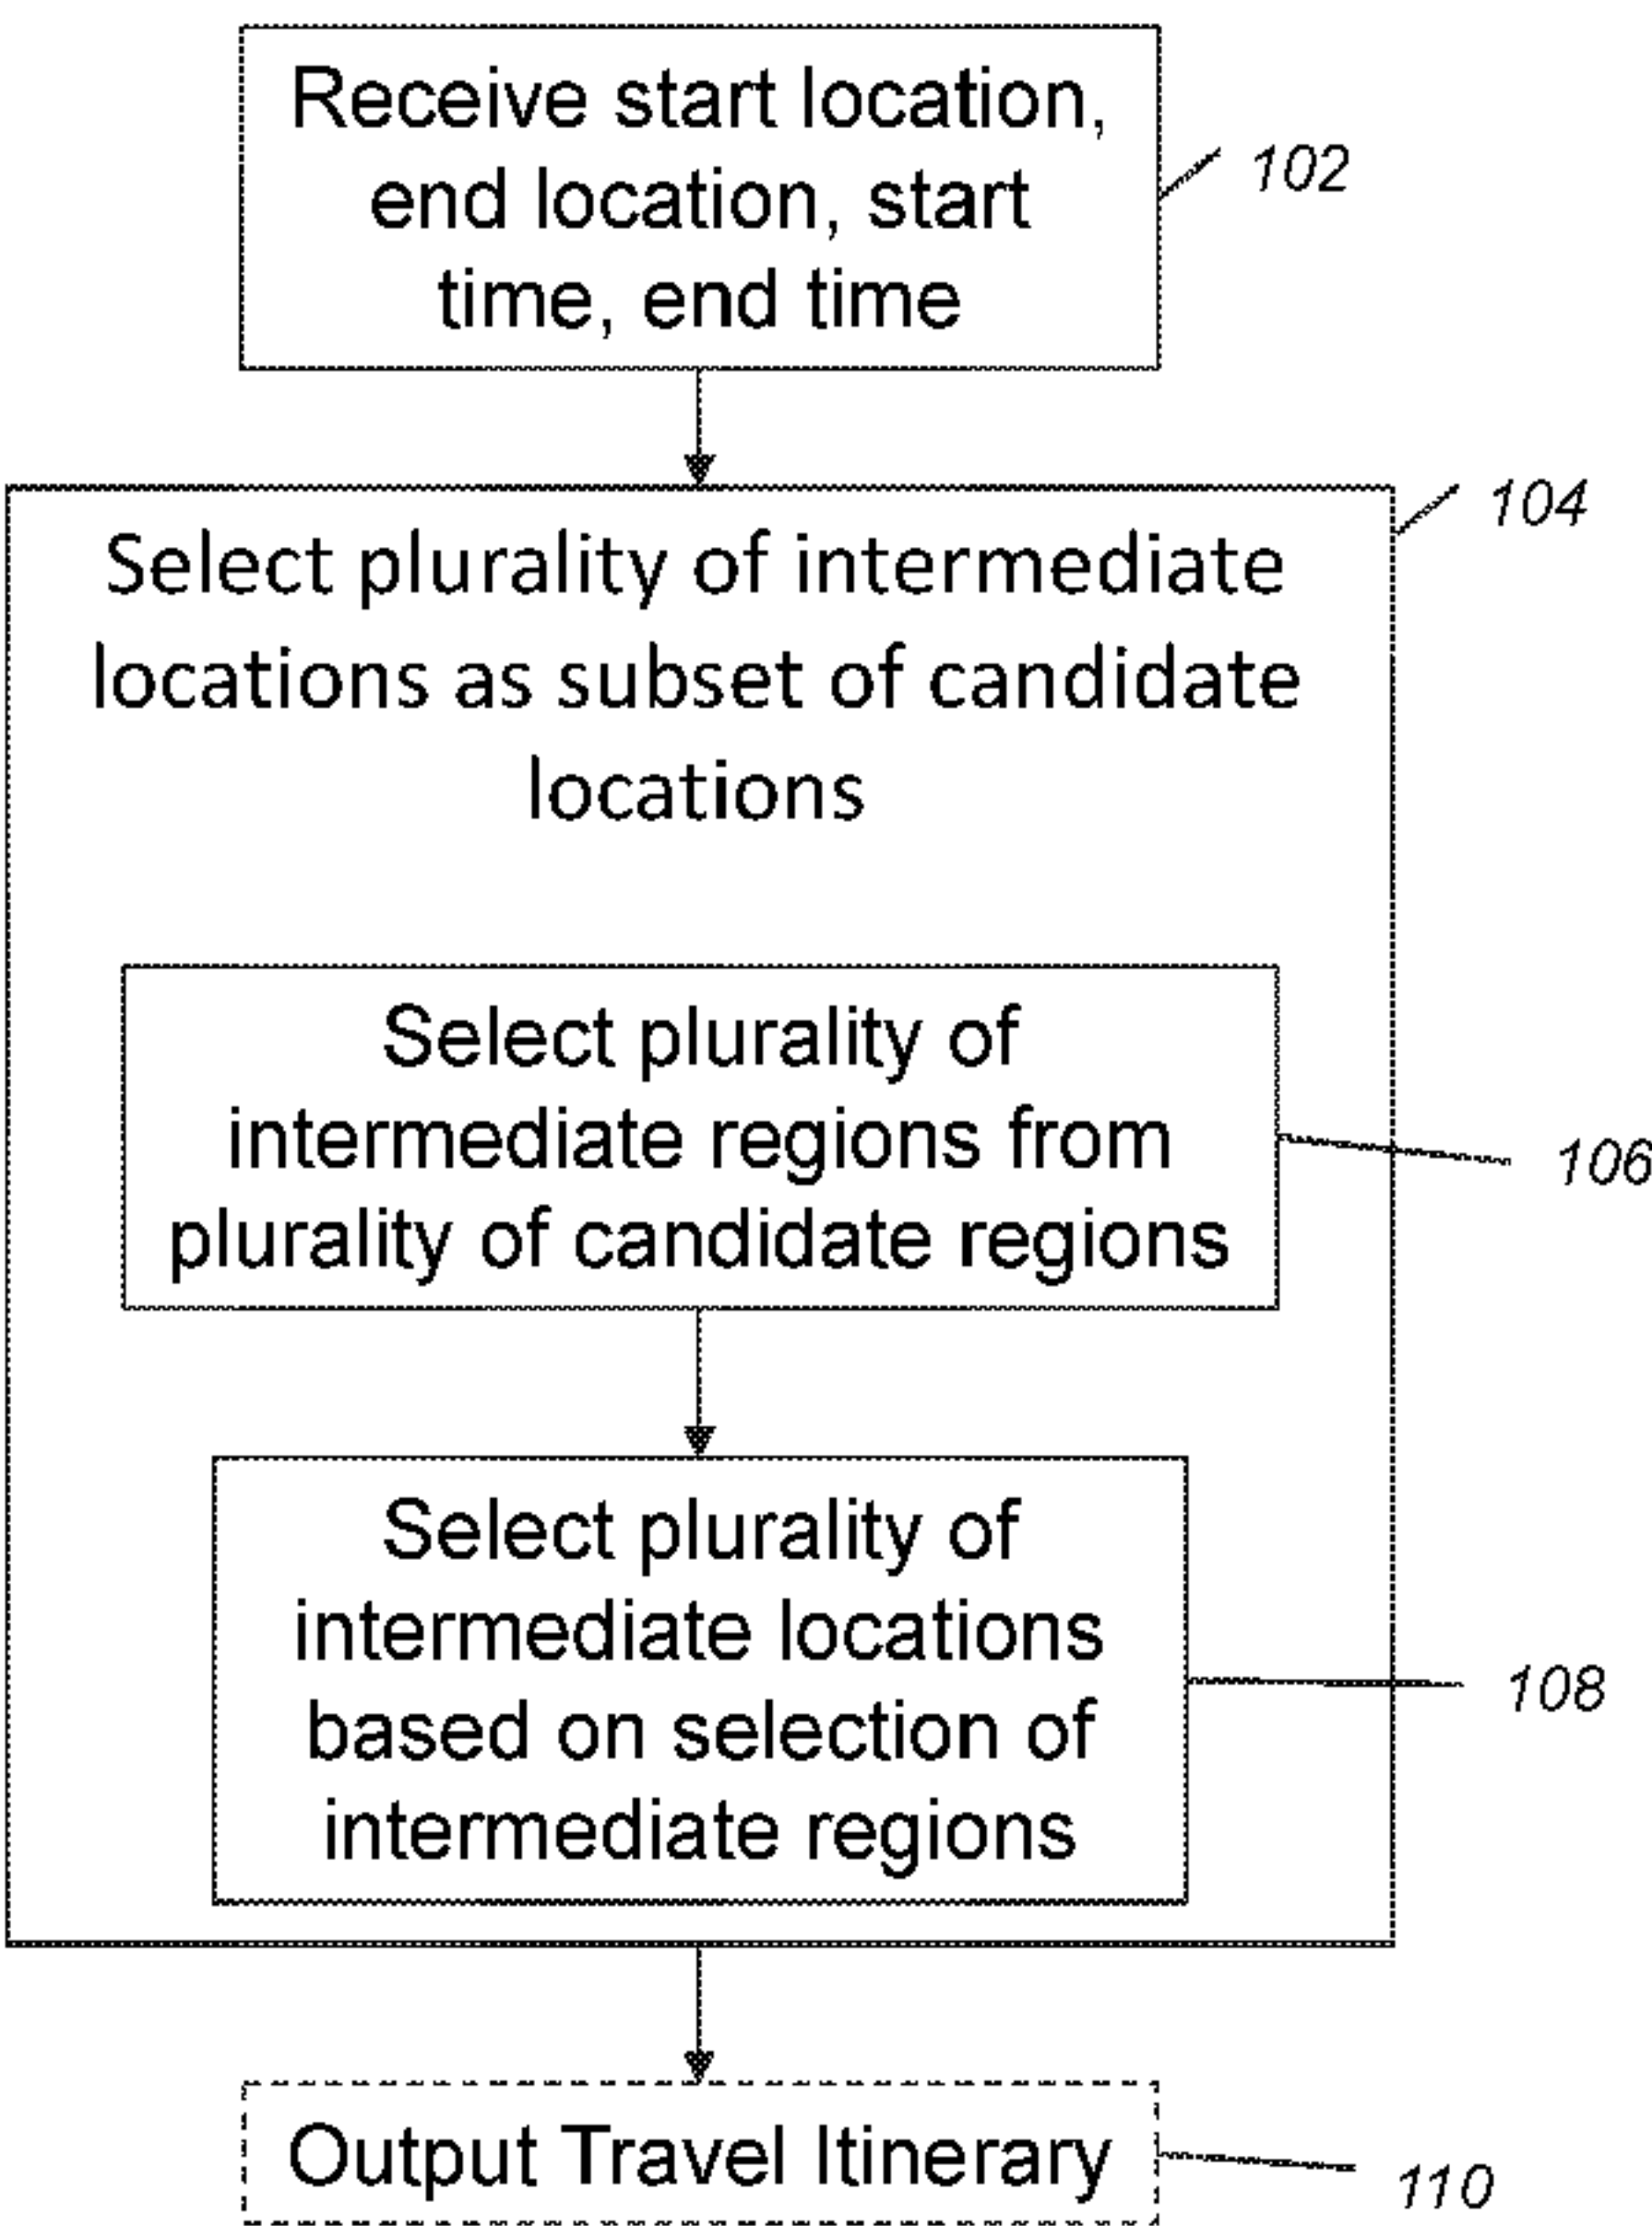 Receive start location,
end location, start
time, end time
102
Select plurality of intermediate
locations as subset of candidate
locations
104
Select plurality of
intermediate regions from
plurality of candidate regions
106
Select plurality of
intermediate locations
based on selection of
intermediate regions
108
Output Travel Itinerary
110